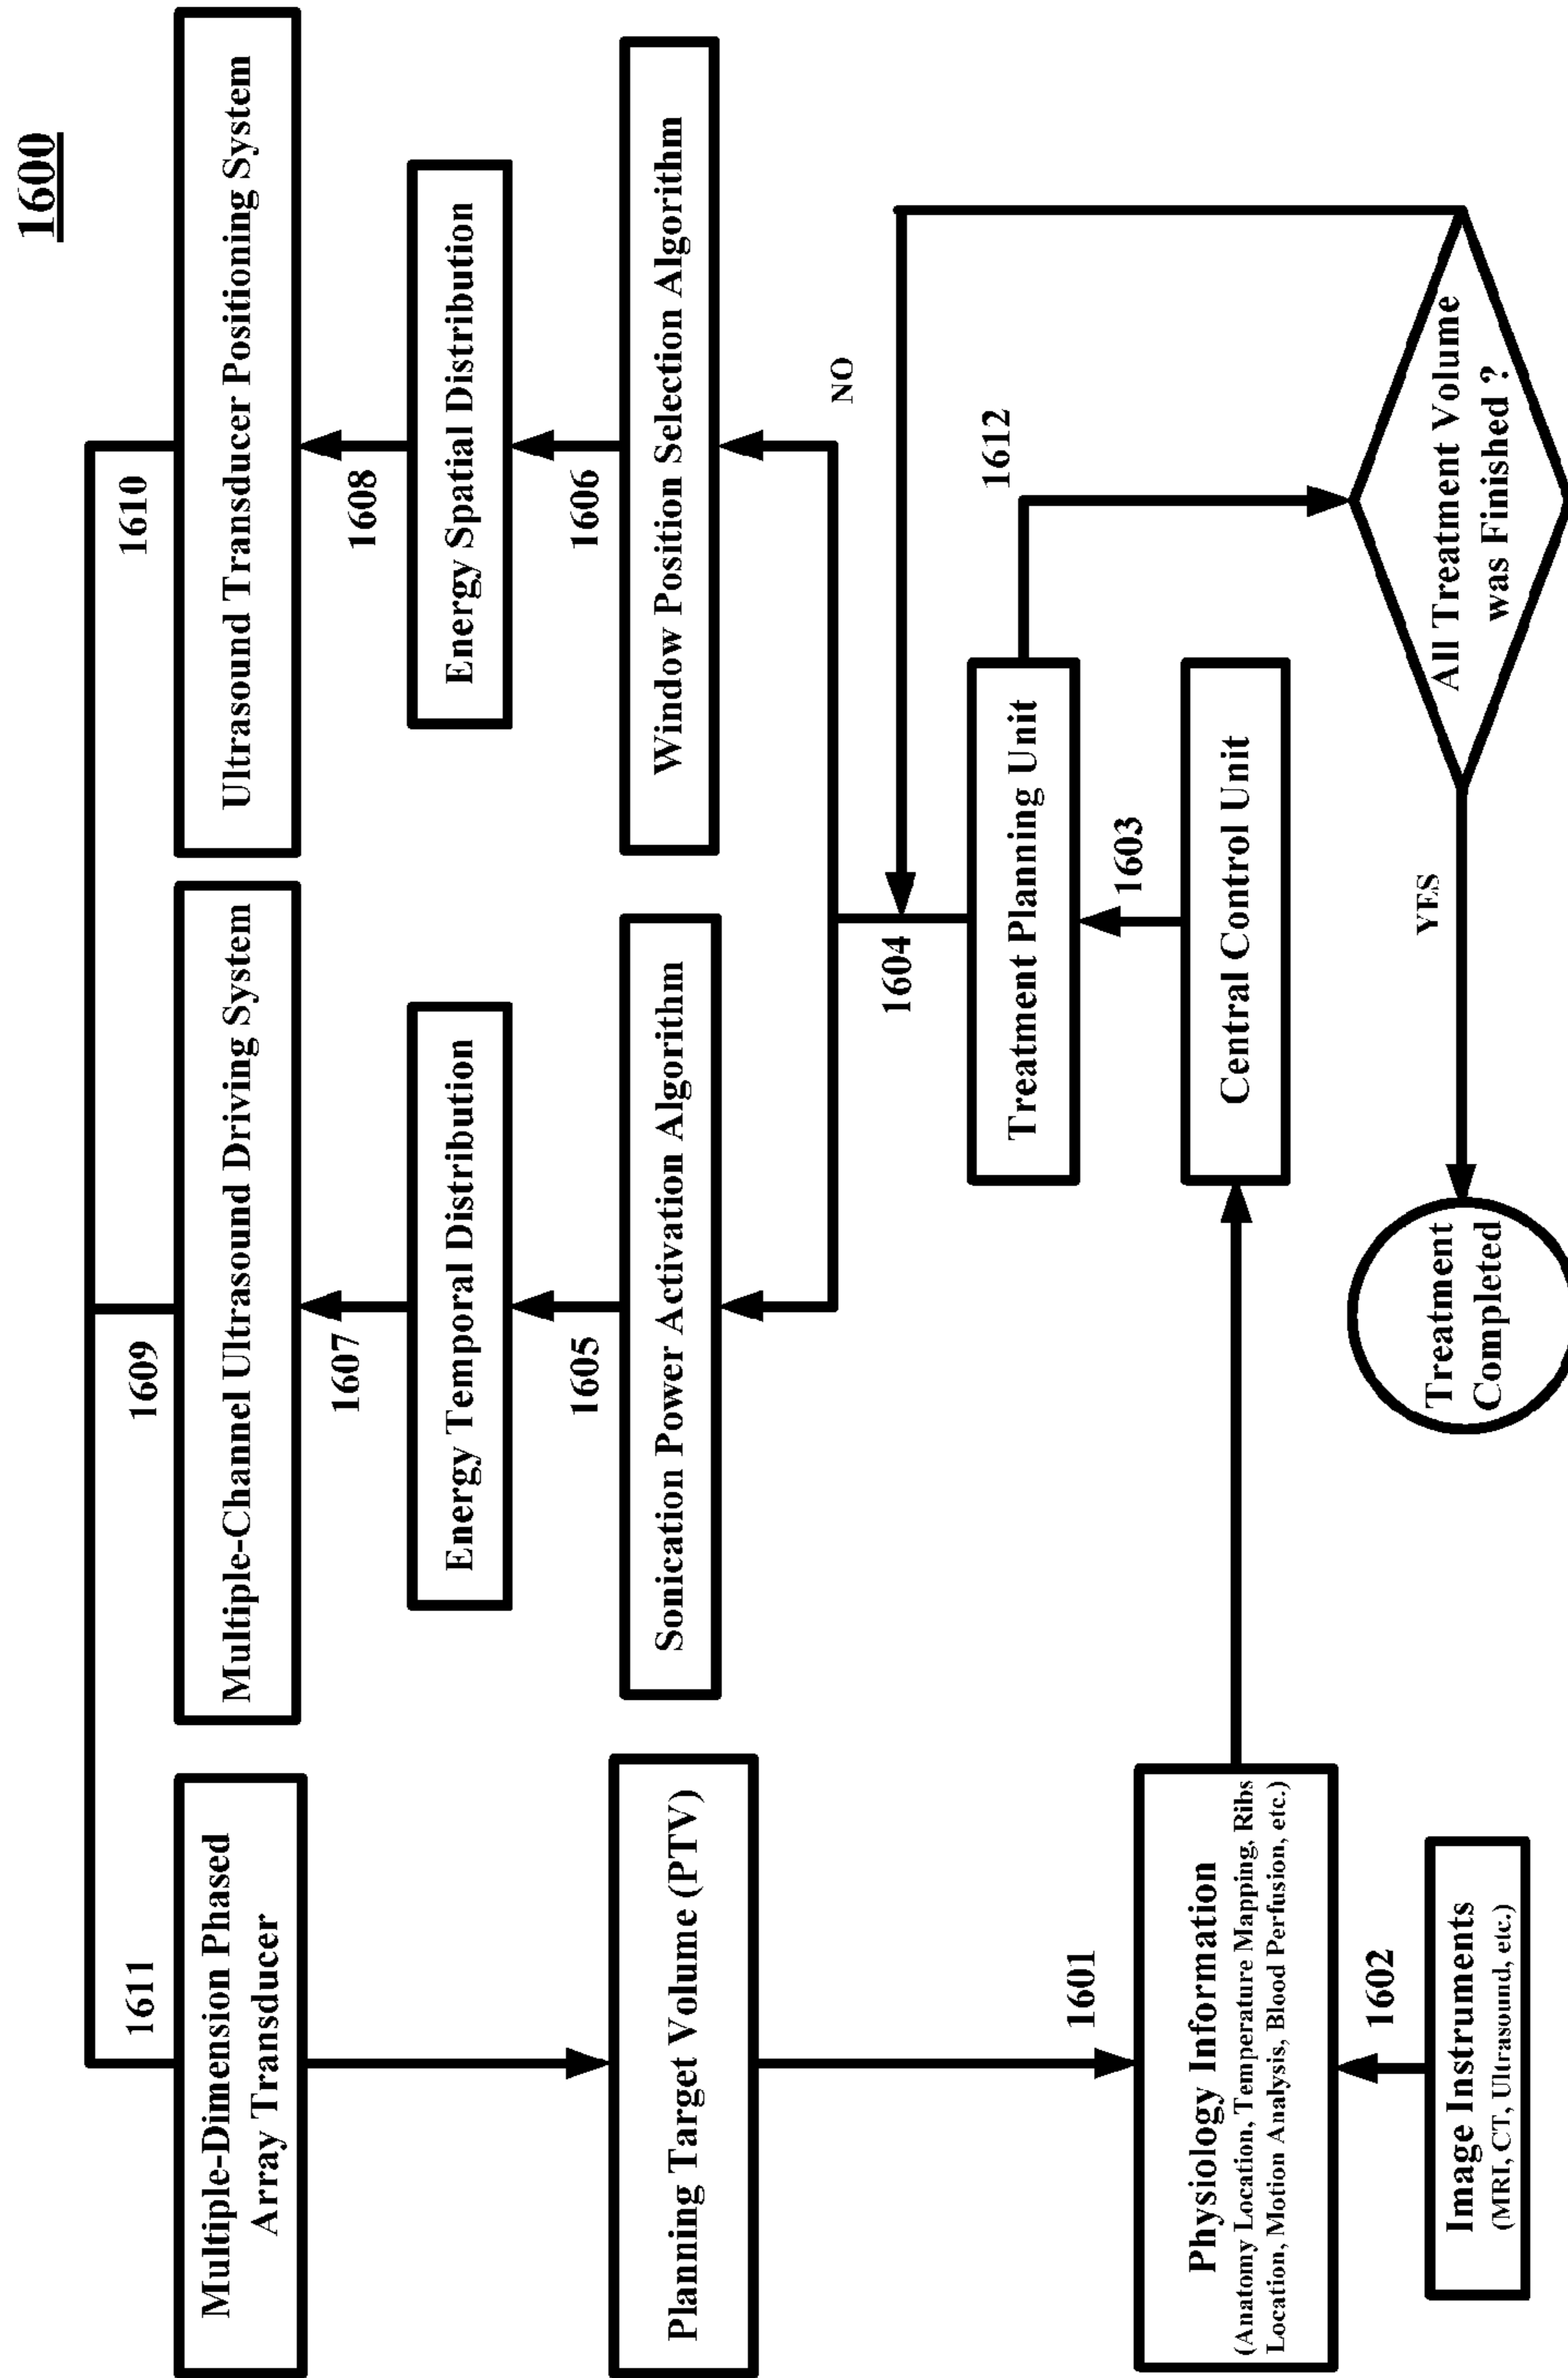 1600
1611
1609
1610
Multiple-Dimension Phased
Array Transducer
Multiple-Channel Ultrasound Driving System
Ultrasound Transducer Positioning System
1607
1608
Energy Temporal Distribution
Energy Spatial Distribution
1605
1606
Planning Target Volume (PTV)
Sonication Power Activation Algorithm
Window Position Selection Algorithm
NO
1604
1612
Treatment Planning Unit
1601
1603
Physiology Information
(Anatomy Location, Temperature Mapping, Ribs
Location, Motion Analysis, Blood Perfusion, etc.)
Central Control Unit
1602
YES
Image Instruments
(MRI, CT, Ultrasound, etc.)
Treatment
Completed
All Treatment Volume
was Finished ?